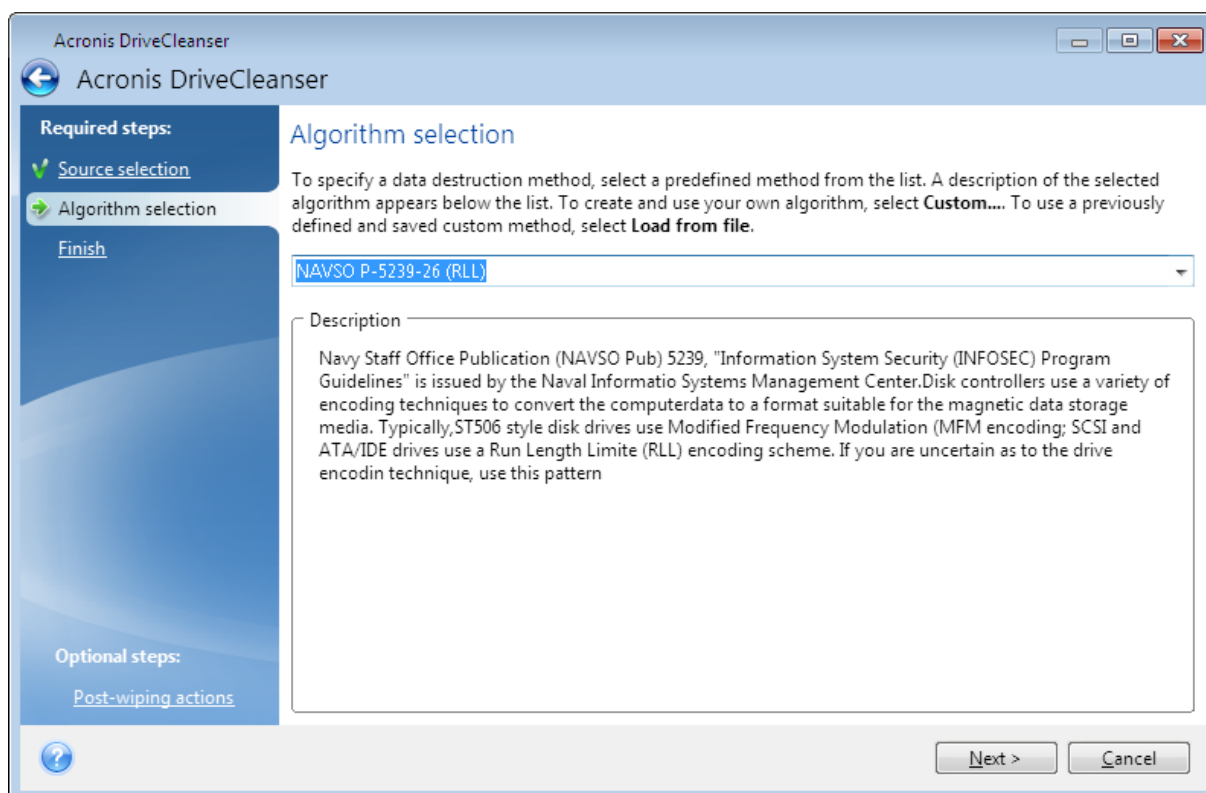 Acronis DriveCleanser
Acronis DriveCleanser
Required steps:
Source selection
Algorithm selection
Finish
Optional steps:
Post-wiping actions
Algorithm selection
To specify a data destruction method, select a predefined method from the list. A description of the selected
algorithm appears below the list. To create and use your own algorithm, select Custom.... To use a previously
defined and saved custom method, select Load from file.
NAVSO P-5239-26 (RLL)
Description
Navy Staff Office Publication (NAVSO Pub) 5239, "Information System Security (INFOSEC) Program
Guidelines" is issued by the Naval Informatio Systems Management Center.Disk controllers use a variety of
encoding techniques to convert the computerdata to a format suitable for the magnetic data storage
media. Typically,ST506 style disk drives use Modified Frequency Modulation (MFM encoding; SCSI and
ATA/IDE drives use a Run Length Limite (RLL) encoding scheme. If you are uncertain as to the drive
encodin technique, use this pattern
?
Next >
Cancel